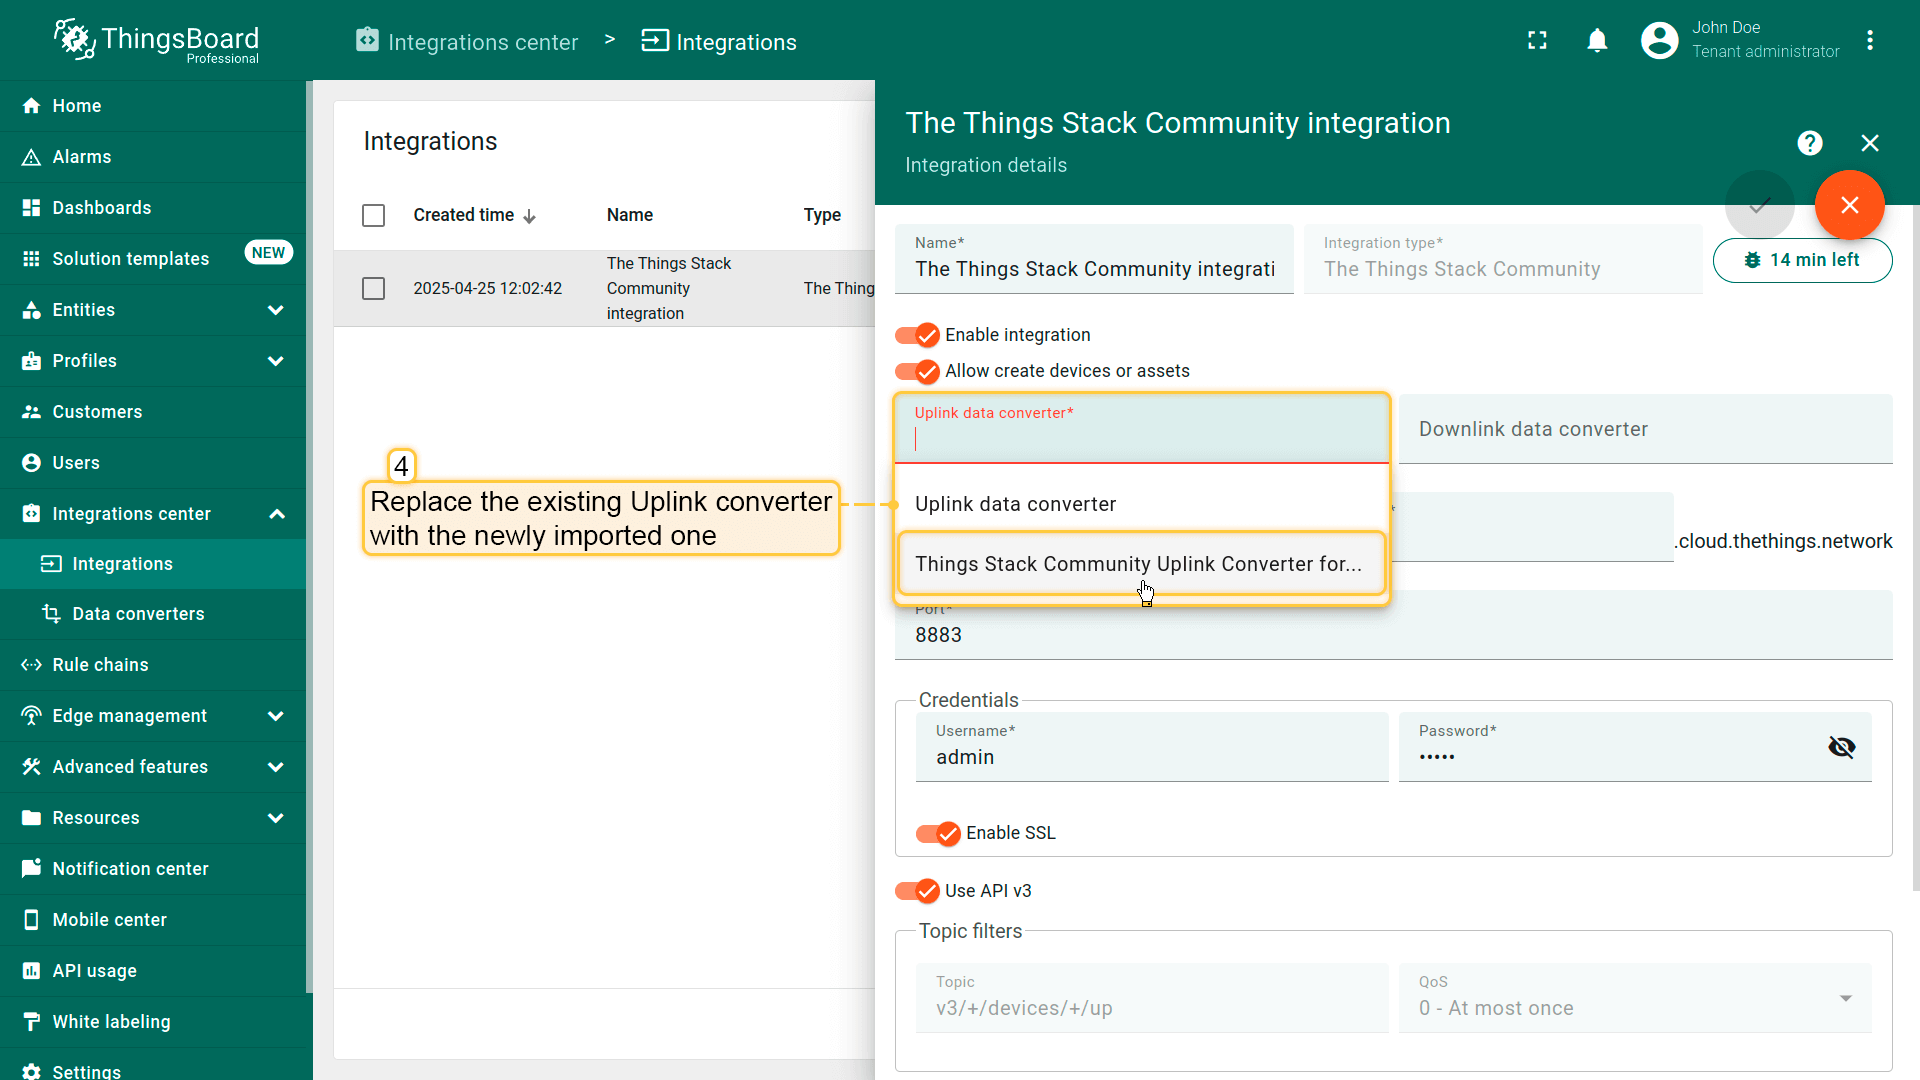 ThingsBoard
Professional
Integrations center > Integrations
John Doe
Tenant administrator
Home
Alarms
Dashboards
Solution templates NEW
Entities
Profiles
Customers
Users
Integrations center
Integrations
Data converters
Rule chains
Edge management
Advanced features
Resources
Notification center
Mobile center
API usage
White labeling
Settings
Integrations
Created time Name Type
2025-04-25 12:02:42
The Things Stack
Community
integration
The Thing
4
Replace the existing Uplink converter
with the newly imported one
The Things Stack Community integration
Integration details
Name*
The Things Stack Community integrati
Integration type*
The Things Stack Community
14 min left
Enable integration
Allow create devices or assets
Uplink data converter*
Downlink data converter
Uplink data converter
Things Stack Community Uplink Converter for...
*
.cloud.thethings.network
Port*
8883
Credentials
Username*
admin
Password*
•••••
Enable SSL
Use API v3
Topic filters
Topic
v3/+/devices/+/up
QoS
0 - At most once